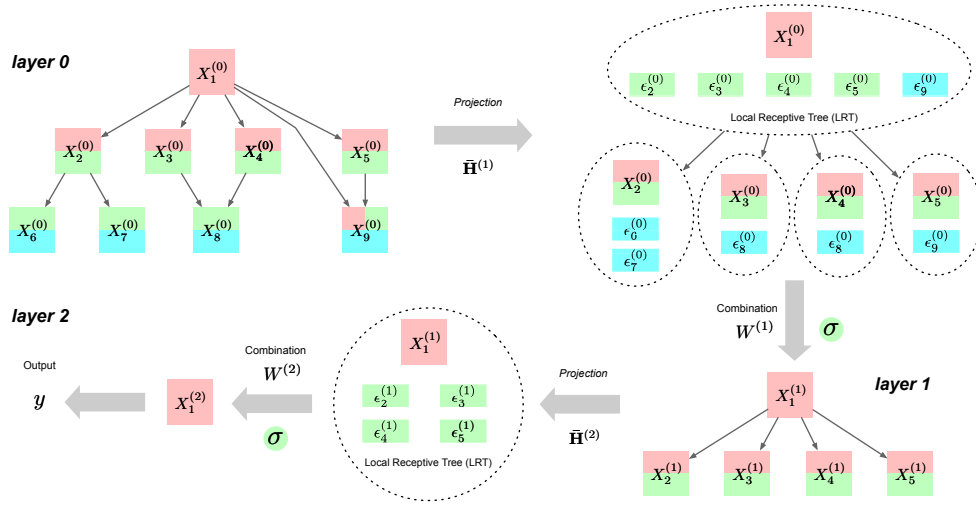 layer 0
X_1^{(0)}
X_2^{(0)} X_3^{(0)} X_4^{(0)} X_5^{(0)}
X_6^{(0)} X_7^{(0)} X_8^{(0)} X_9^{(0)}
Projection
H̄^{(1)}
X_1^{(0)}
ϵ_2^{(0)} ϵ_3^{(0)} ϵ_4^{(0)} ϵ_5^{(0)} ϵ_9^{(0)}
Local Receptive Tree (LRT)
X_2^{(0)}
ϵ_6^{(0)}
ϵ_7^{(0)}
X_3^{(0)}
ϵ_8^{(0)}
X_4^{(0)}
ϵ_8^{(0)}
X_5^{(0)}
ϵ_9^{(0)}
Combination
W^{(1)}
σ
layer 1
X_1^{(1)}
X_2^{(1)} X_3^{(1)} X_4^{(1)} X_5^{(1)}
Projection
H̄^{(2)}
X_1^{(1)}
ϵ_2^{(1)} ϵ_3^{(1)}
ϵ_4^{(1)} ϵ_5^{(1)}
Local Receptive Tree (LRT)
layer 2
Combination
W^{(2)}
σ
X_1^{(2)}
Output
y